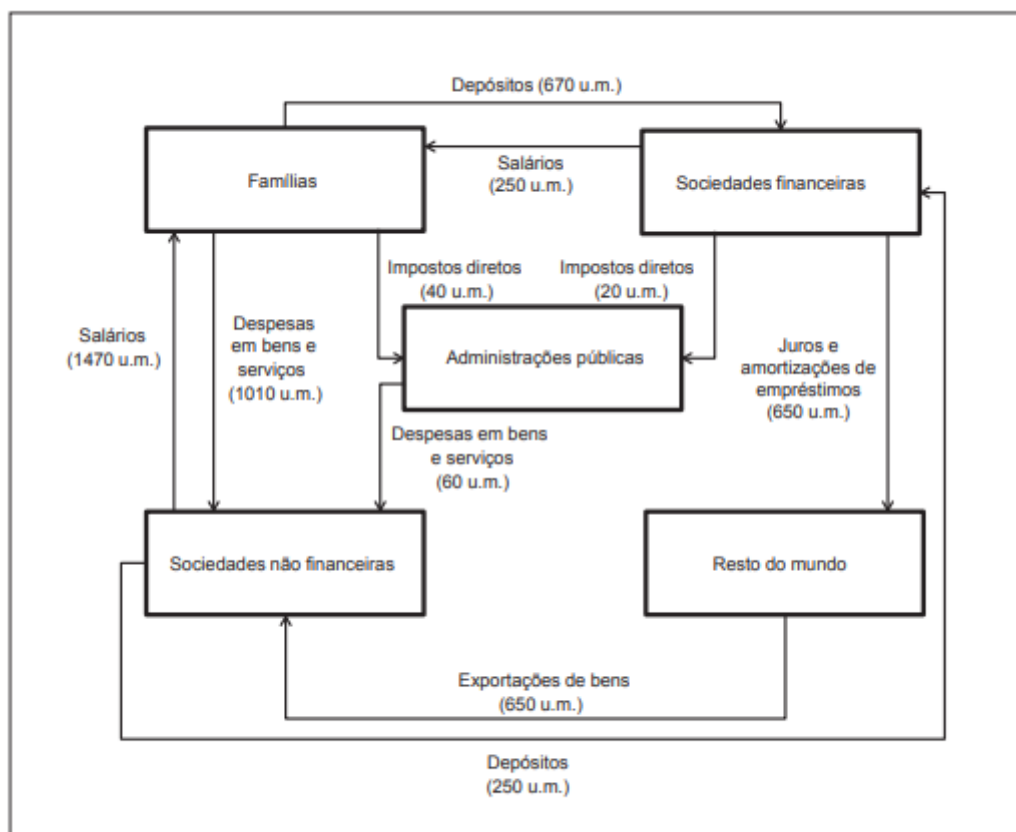 Depósitos (670 u.m.)
Famílias
Salários
(250 u.m.)
Sociedades financeiras
Impostos diretos
(40 u.m.)
Impostos diretos
(20 u.m.)
Salários
(1470 u.m.)
Despesas
em bens e
serviços
(1010 u.m.)
Administrações públicas
Juros e
amortizações de
empréstimos
(650 u.m.)
Despesas em bens
e serviços
(60 u.m.)
Sociedades não financeiras
Resto do mundo
Exportações de bens
(650 u.m.)
Depósitos
(250 u.m.)